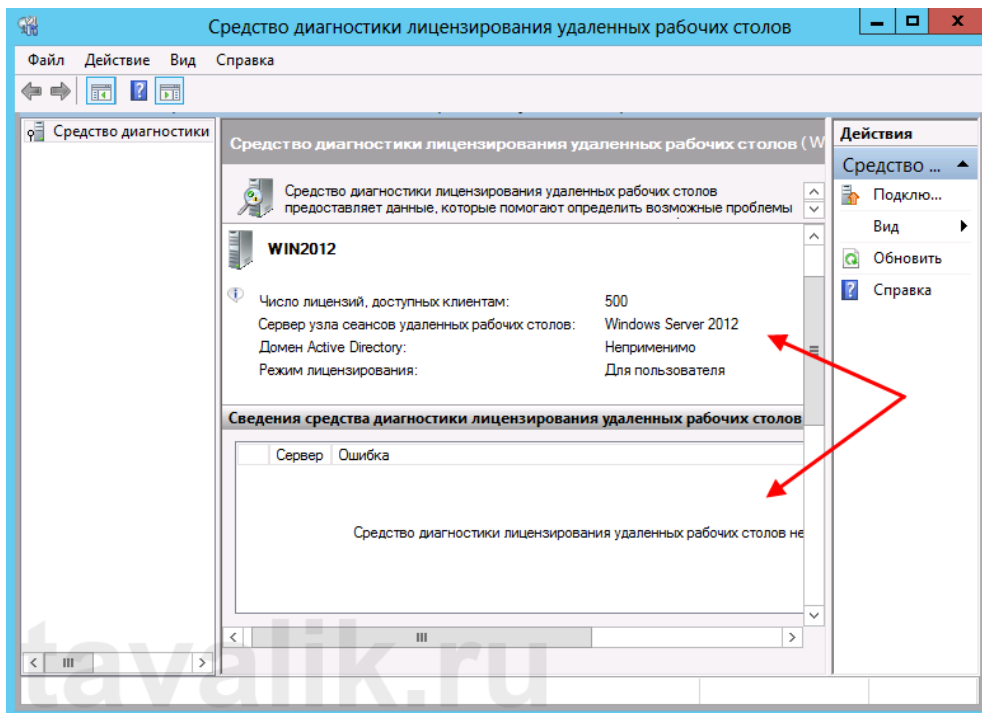 Средство диагностики лицензирования удаленных рабочих столов
Файл Действие Вид Справка
Средство диагностики
Средство диагностики лицензирования удаленных рабочих столов (W
Средство диагностики лицензирования удаленных рабочих столов
предоставляет данные, которые помогают определить возможные проблемы
WIN2012
Число лицензий, доступных клиентам: 500
Сервер узла сеансов удаленных рабочих столов: Windows Server 2012
Домен Active Directory: Неприменимо
Режим лицензирования: Для пользователя
Сведения средства диагностики лицензирования удаленных рабочих столов
Сервер Ошибка
Средство диагностики лицензирования удаленных рабочих столов не
Действия
Средство ...
Подклю...
Вид
Обновить
Справка
tavalik.ru